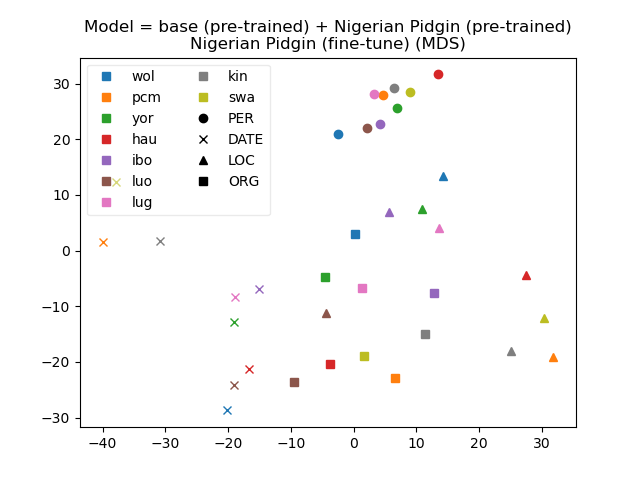 Model = base (pre-trained) + Nigerian Pidgin (pre-trained)
Nigerian Pidgin (fine-tune) (MDS)
wol
pcm
yor
hau
ibo
luo
lug
kin
swa
PER
DATE
LOC
ORG
30
20
10
0
−10
−20
−30
−40
−30
−20
−10
0
10
20
30